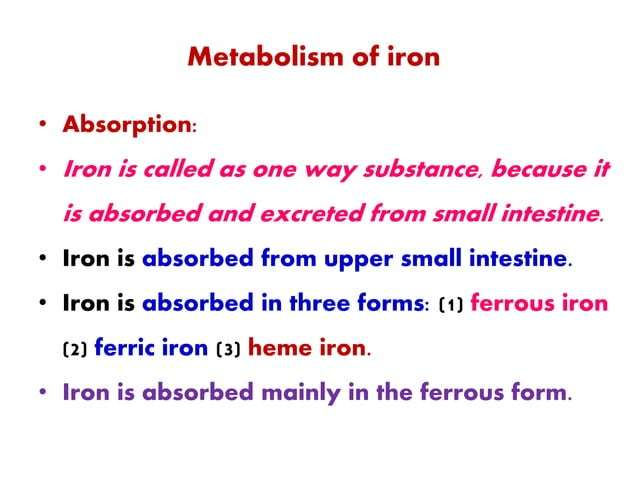 Metabolism of iron
• Absorption:
• Iron is called as one way substance, because it
is absorbed and excreted from small intestine.
• Iron is absorbed from upper small intestine.
• Iron is absorbed in three forms: (1) ferrous iron
(2) ferric iron (3) heme iron.
• Iron is absorbed mainly in the ferrous form.